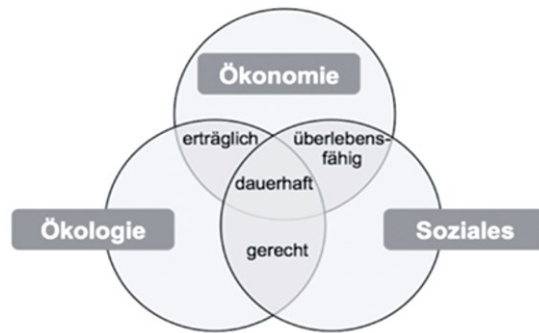 Ökonomie
erträglich
überlebens-
fähig
dauerhaft
Ökologie
Soziales
gerecht